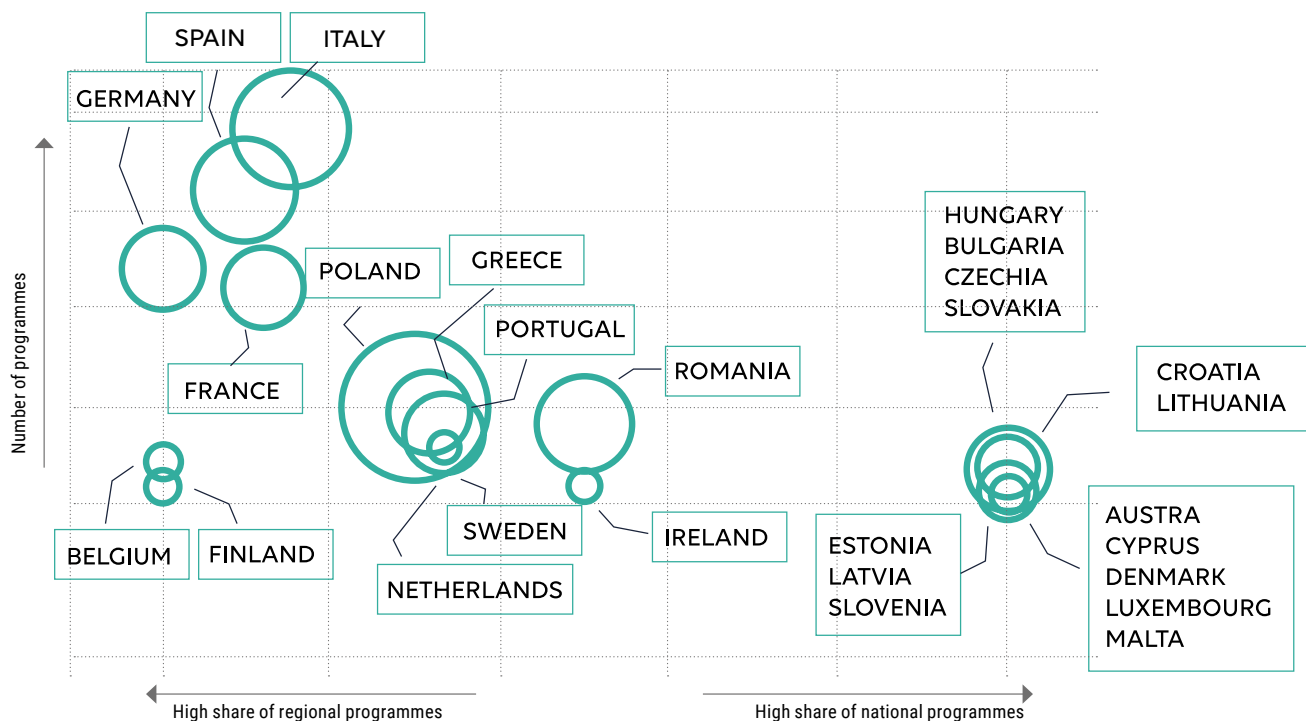 SPAIN
ITALY
GERMANY
HUNGARY
BULGARIA
CZECHIA
SLOVAKIA
POLAND
GREECE
PORTUGAL
ROMANIA
FRANCE
CROATIA
LITHUANIA
Number of programmes
BELGIUM
FINLAND
SWEDEN
NETHERLANDS
IRELAND
ESTONIA
LATVIA
SLOVENIA
AUSTRA
CYPRUS
DENMARK
LUXEMBOURG
MALTA
High share of regional programmes
High share of national programmes